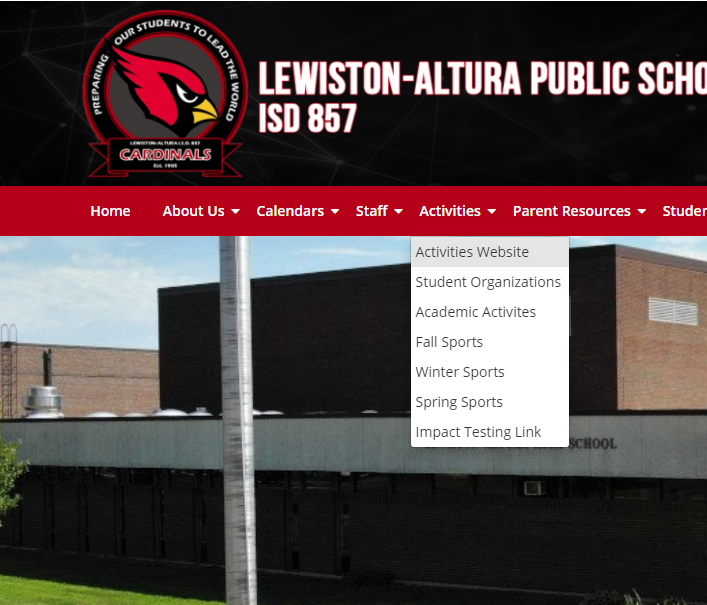 PREPARING OUR STUDENTS TO LEAD THE WORLD
LEWISTON-ALTURA I.S.D. 857
CARDINALS
Est. 1905
LEWISTON-ALTURA PUBLIC SCHO
ISD 857
Home
About Us
Calendars
Staff
Activities
Parent Resources
Studen
Activities Website
Student Organizations
Academic Activites
Fall Sports
Winter Sports
Spring Sports
Impact Testing Link
SCHOOL